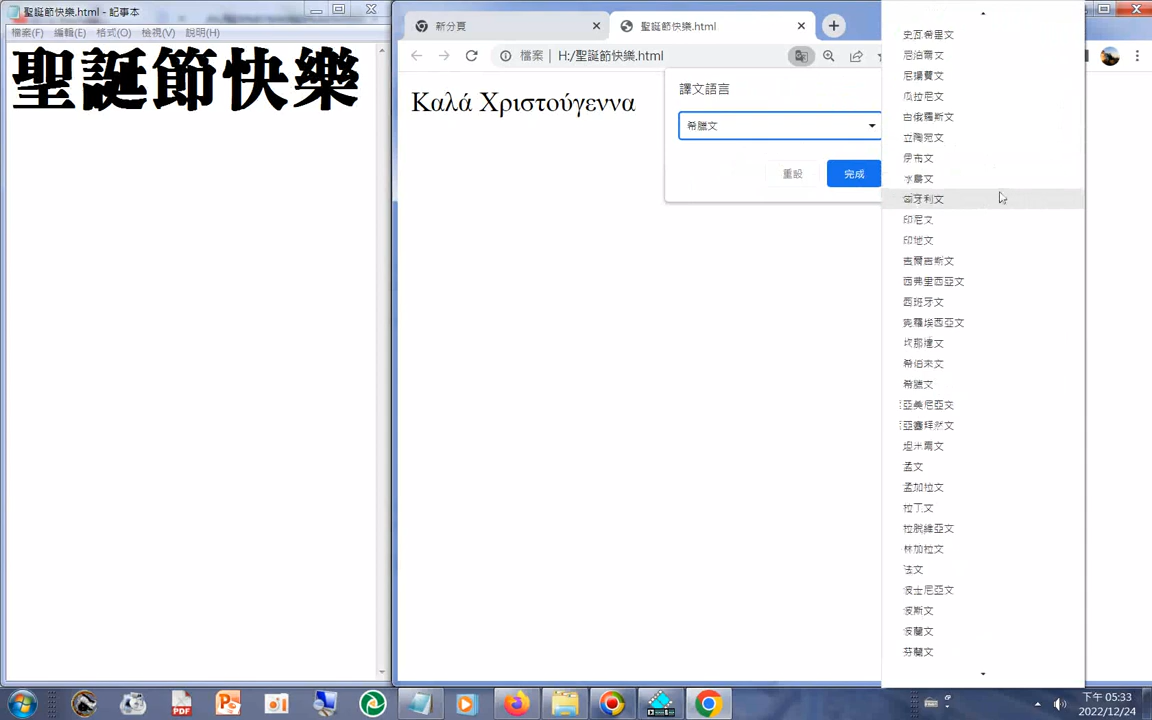 聖誕節快樂.html - 記事本
檔案(F) 編輯(E) 格式(O) 檢視(V) 說明(H)
聖誕節快樂
新分頁
聖誕節快樂.html
檔案 H:/聖誕節快樂.html
Καλά Χριστούγεννα
譯文語言
希臘文
重設
完成
史瓦希里文
尼泊爾文
尼揚賈文
瓜拉尼文
白俄羅斯文
立陶宛文
伊布文
冰島文
匈牙利文
印尼文
印地文
吉爾吉斯文
西弗里西亞文
西班牙文
克羅埃西亞文
坎那達文
希伯來文
希臘文
亞美尼亞文
亞塞拜然文
坦米爾文
孟文
孟加拉文
拉丁文
拉脫維亞文
林加拉文
法文
波士尼亞文
波斯文
波蘭文
芬蘭文
下午 05:33
2022/12/24